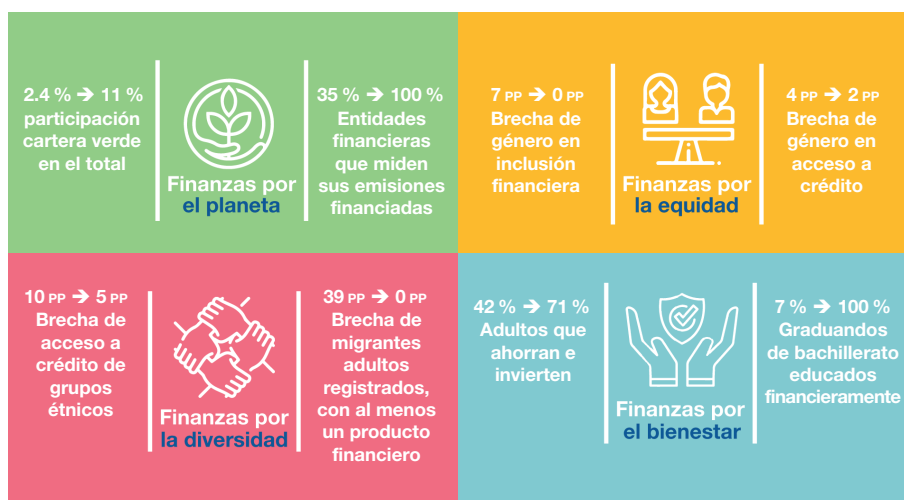 2.4 % → 11 %
participación
cartera verde
en el total
Finanzas por
el planeta
35 % → 100 %
Entidades
financieras
que miden
sus emisiones
financiadas
7 PP → 0 PP
Brecha de
género en
inclusión
financiera
Finanzas por
la equidad
4 PP → 2 PP
Brecha de
género en
acceso a
crédito
10 PP → 5 PP
Brecha de
acceso a
crédito de
grupos
étnicos
Finanzas por
la diversidad
39 PP → 0 PP
Brecha de
migrantes
adultos
registrados,
con al menos
un producto
financiero
42 % → 71 %
Adultos que
ahorran e
invierten
Finanzas por
el bienestar
7 % → 100 %
Graduandos
de bachillerato
educados
financieramente